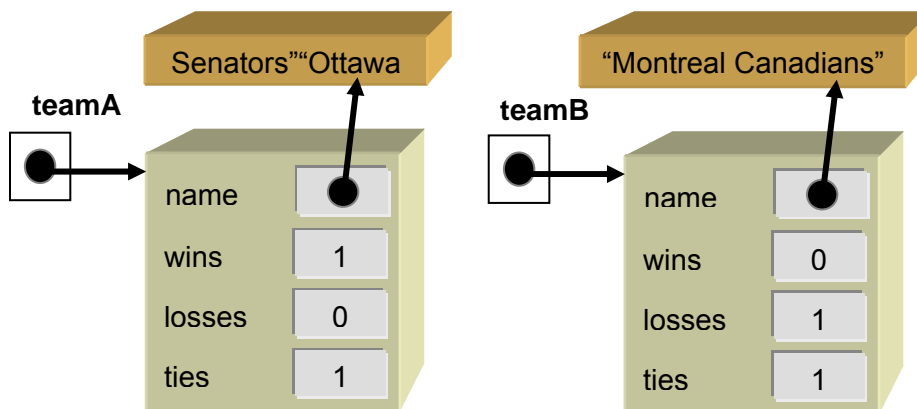 Senators”“Ottawa
teamA
name
wins 1
losses 0
ties 1
“Montreal Canadians”
teamB
name
wins 0
losses 1
ties 1